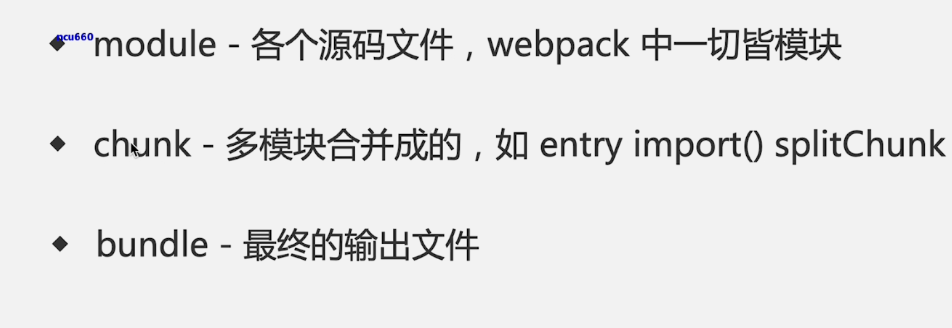 pcu660
◆ module - 各个源码文件，webpack 中一切皆模块
◆ chunk - 多模块合并成的，如 entry import() splitChunk
◆ bundle - 最终的输出文件